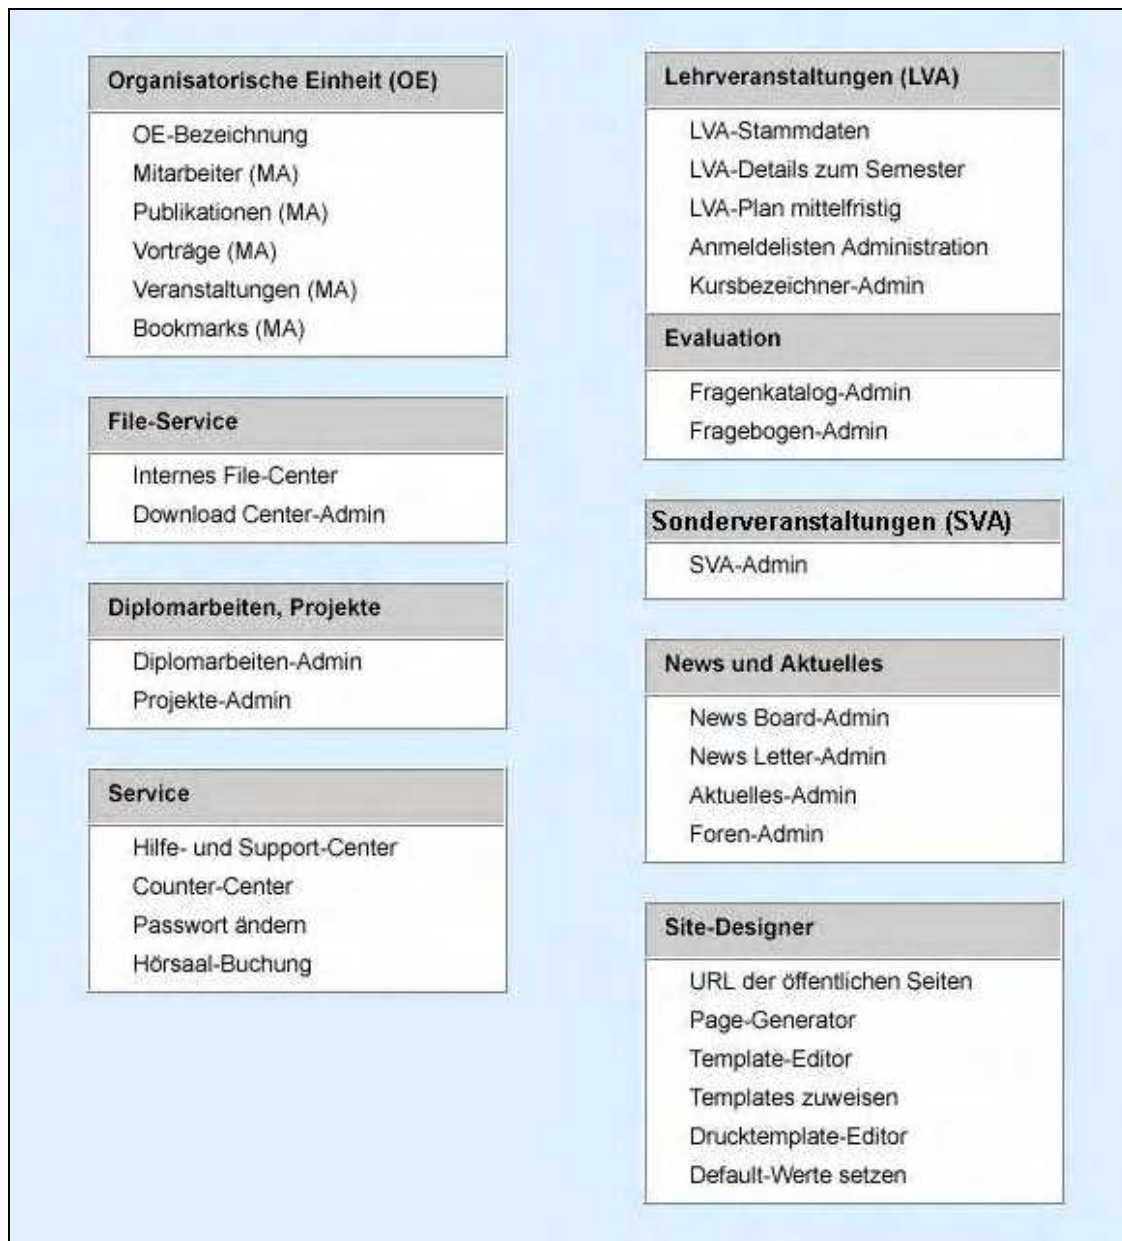 Organisatorische Einheit (OE)
OE-Bezeichnung
Mitarbeiter (MA)
Publikationen (MA)
Vorträge (MA)
Veranstaltungen (MA)
Bookmarks (MA)
File-Service
Internes File-Center
Download Center-Admin
Diplomarbeiten, Projekte
Diplomarbeiten-Admin
Projekte-Admin
Service
Hilfe- und Support-Center
Counter-Center
Passwort ändern
Hörsaal-Buchung
Lehrveranstaltungen (LVA)
LVA-Stammdaten
LVA-Details zum Semester
LVA-Plan mittelfristig
Anmeldelisten Administration
Kursbezeichner-Admin
Evaluation
Fragenkatalog-Admin
Fragebogen-Admin
Sonderveranstaltungen (SVA)
SVA-Admin
News und Aktuelles
News Board-Admin
News Letter-Admin
Aktuelles-Admin
Foren-Admin
Site-Designer
URL der öffentlichen Seiten
Page-Generator
Template-Editor
Templates zuweisen
Drucktemplate-Editor
Default-Werte setzen